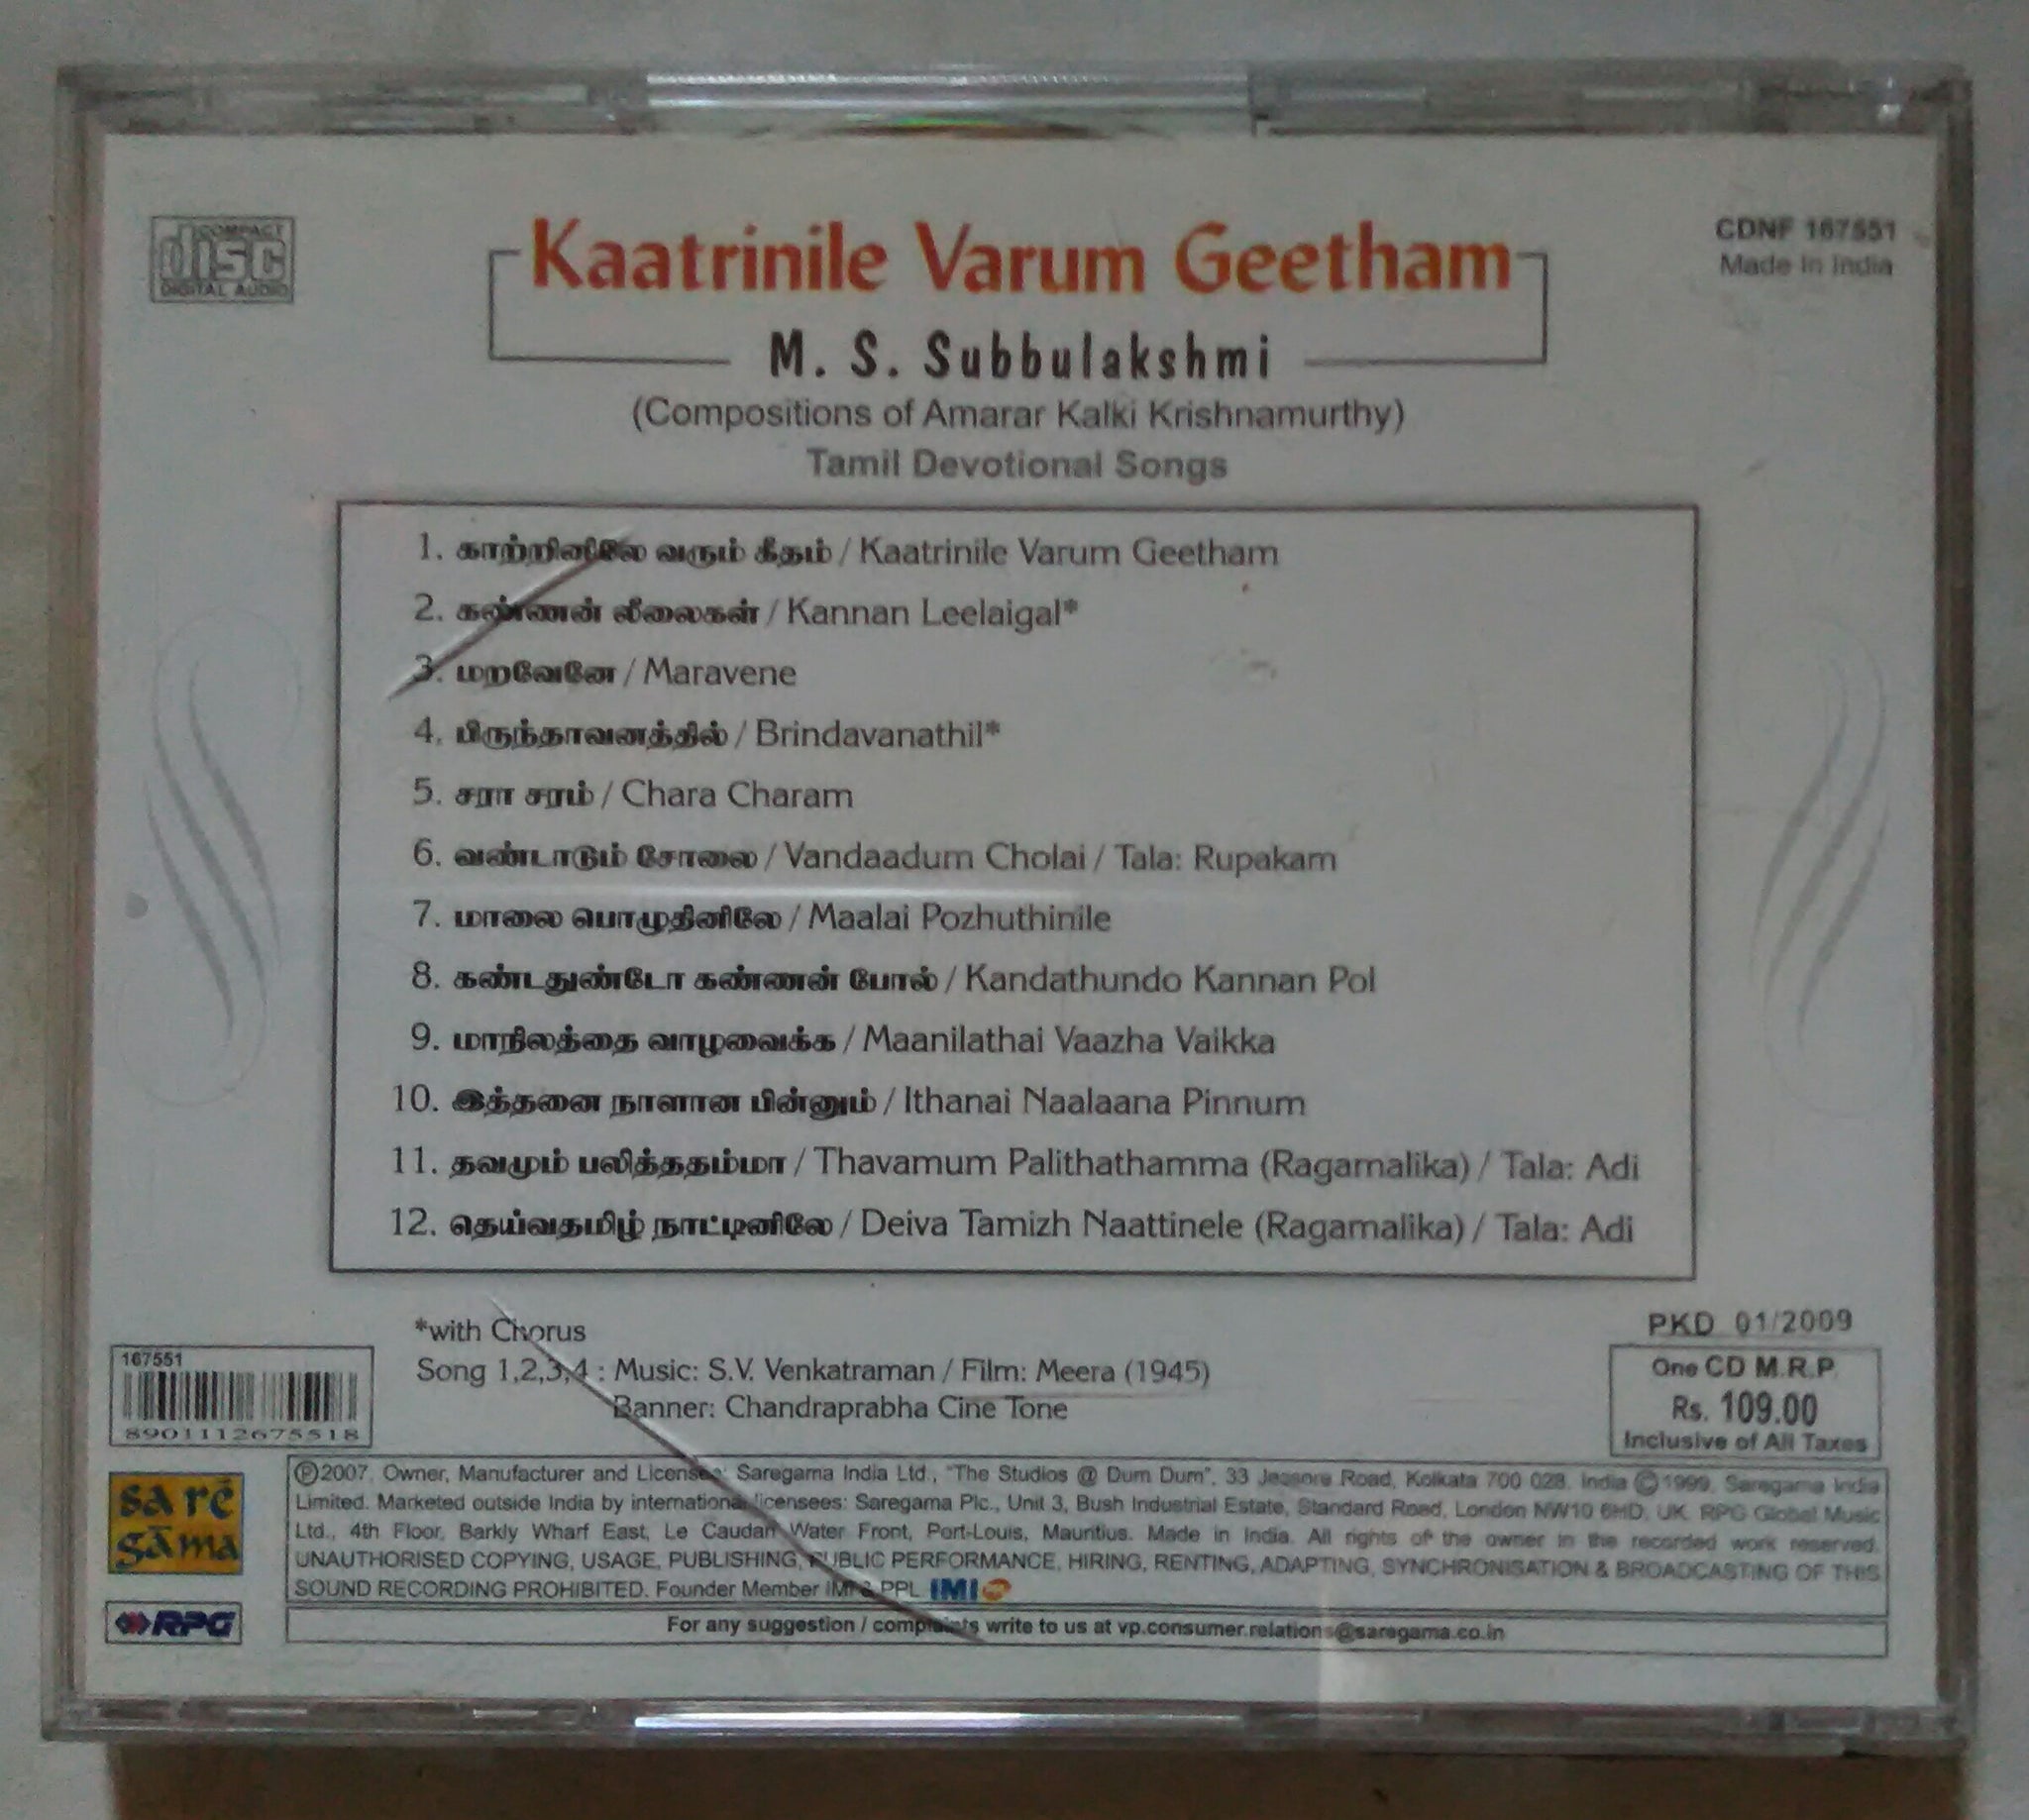 COMPACT
disc
DIGITAL AUDIO
Kaatrinile Varum Geetham
CDNF 167551
Made in India
M. S. Subbulakshmi
(Compositions of Amarar Kalki Krishnamurthy)
Tamil Devotional Songs
1. காற்றினிலே வரும் கீதம் / Kaatrinile Varum Geetham
2. கண்ணன் லீலைகள் / Kannan Leelaigal*
3. மறவேனே / Maravene
4. பிருந்தாவனத்தில் / Brindavanathil*
5. சரா சரம் / Chara Charam
6. வண்டாடும் சோலை / Vandaadum Cholai / Tala: Rupakam
7. மாலை பொழுதினிலே / Maalai Pozhuthinile
8. கண்டதுண்டோ கண்ணன் போல் / Kandathundo Kannan Pol
9. மாநிலத்தை வாழவைக்க / Maanilathai Vaazha Vaikka
10. இத்தனை நாளான பின்னும் / Ithanai Naalaana Pinnum
11. தவமும் பலித்ததம்மா / Thavamum Palithathamma (Ragamalika) / Tala: Adi
12. தெய்வதமிழ் நாட்டினிலே / Deiva Tamizh Naattinele (Ragamalika) / Tala: Adi
*with Chorus
Song 1,2,3,4 : Music: S.V. Venkatraman / Film: Meera (1945)
Banner: Chandraprabha Cine Tone
PKD 01/2009
One CD M.R.P.
Rs. 109.00
Inclusive of All Taxes
167551
8901112675518
sa rē
gāma
RPG
Ⓟ2007, Owner, Manufacturer and Licensee: Saregama India Ltd., "The Studios @ Dum Dum", 33 Jessore Road, Kolkata 700 028, India ©1999, Saregama India
Limited. Marketed outside India by international licensees: Saregama Plc., Unit 3, Bush Industrial Estate, Standard Road, London NW10 6HD, UK. RPG Global Music
Ltd., 4th Floor, Barkly Wharf East, Le Caudan Water Front, Port-Louis, Mauritius. Made in India. All rights of the owner in the recorded work reserved.
UNAUTHORISED COPYING, USAGE, PUBLISHING, PUBLIC PERFORMANCE, HIRING, RENTING, ADAPTING, SYNCHRONISATION & BROADCASTING OF THIS
SOUND RECORDING PROHIBITED. Founder Member IMI & PPL IMI
For any suggestion / complaints write to us at vp.consumer.relations@saregama.co.in